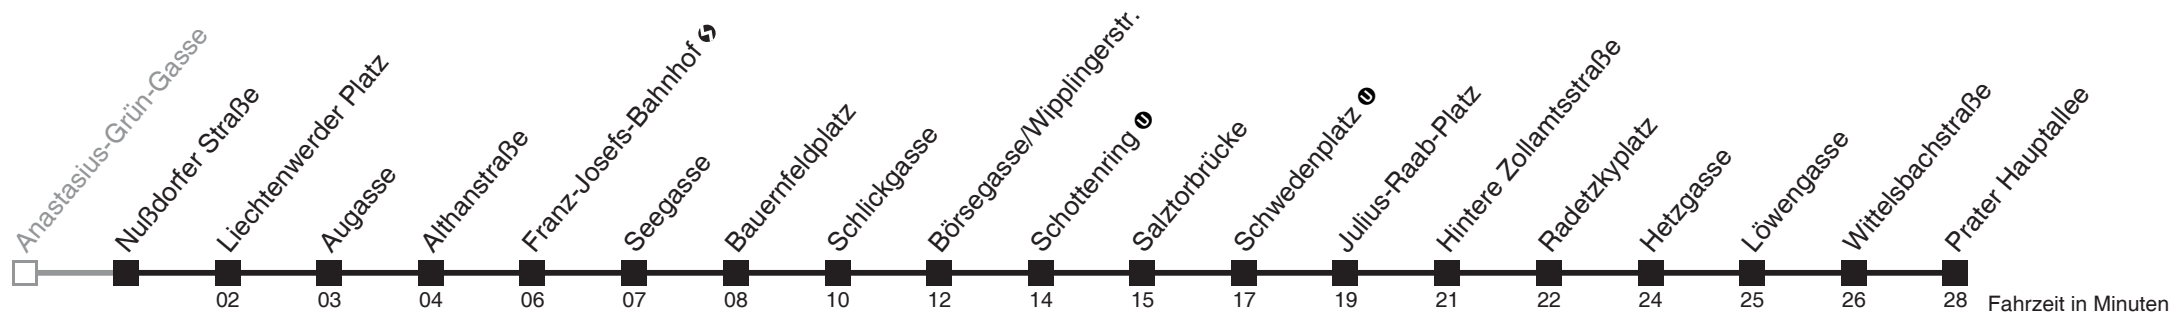 Anastasius-Grün-Gasse
Nußdorfer Straße
Liechtenwerder Platz
Augasse
Althanstraße
Franz-Josefs-Bahnhof
Seegasse
Bauernfeldplatz
Schlickgasse
Börsegasse/Wipplingerstr.
Schottenring U
Salztorbrücke
Schwedenplatz U
Julius-Raab-Platz
Hintere Zollamtsstraße
Radetzkyplatz
Hetzgasse
Löwengasse
Wittelsbachstraße
Prater Hauptallee
02 03 04 06 07 08 10 12 14 15 17 19 21 22 24 25 26 28 Fahrzeit in Minuten